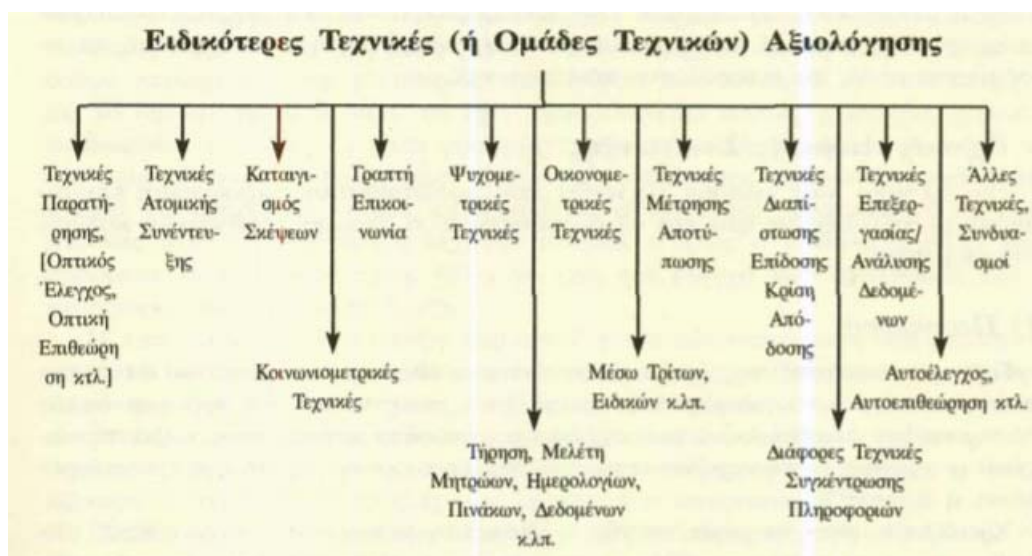 Ειδικότερες Τεχνικές (ή Ομάδες Τεχνικών) Αξιολόγησης
Τεχνικές
Παρατή-
ρησης,
[Οπτικός
Έλεγχος,
Οπτική
Επιθεώρη
ση κτλ.]
Τεχνικές
Ατομικής
Συνέντευ-
ξης
Καταιγι-
σμός
Σκέψεων
Γραπτή
Επικοι-
νωνία
Ψυχομε-
τρικές
Τεχνικές
Οικονομε-
τρικές
Τεχνικές
Τεχνικές
Μέτρησης
Αποτύ-
πωσης
Τεχνικές
Διαπί-
στωσης
Επίδοσης
Κρίση
Από-
δοσης
Τεχνικές
Επεξερ-
γασίας/
Ανάλυσης
Δεδομέ-
νων
Άλλες
Τεχνικές,
Συνδυα-
σμοί
Κοινωνιομετρικές
Τεχνικές
Μέσω Τρίτων,
Ειδικών κ.λπ.
Αυτοέλεγχος,
Αυτοεπιθεώρηση κτλ.
Τήρηση, Μελέτη
Μητρώων, Ημερολογίων,
Πινάκων, Δεδομένων
κ.λπ.
Διάφορες Τεχνικές
Συγκέντρωσης
Πληροφοριών